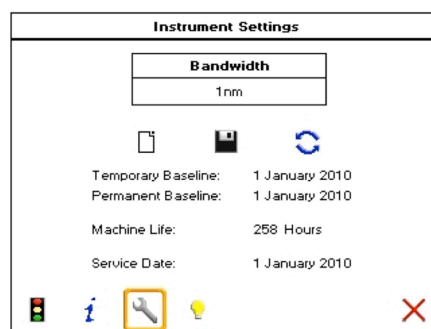 Instrument Settings
Bandwidth
1nm
Temporary Baseline: 1 January 2010
Permanent Baseline: 1 January 2010
Machine Life: 258 Hours
Service Date: 1 January 2010
i